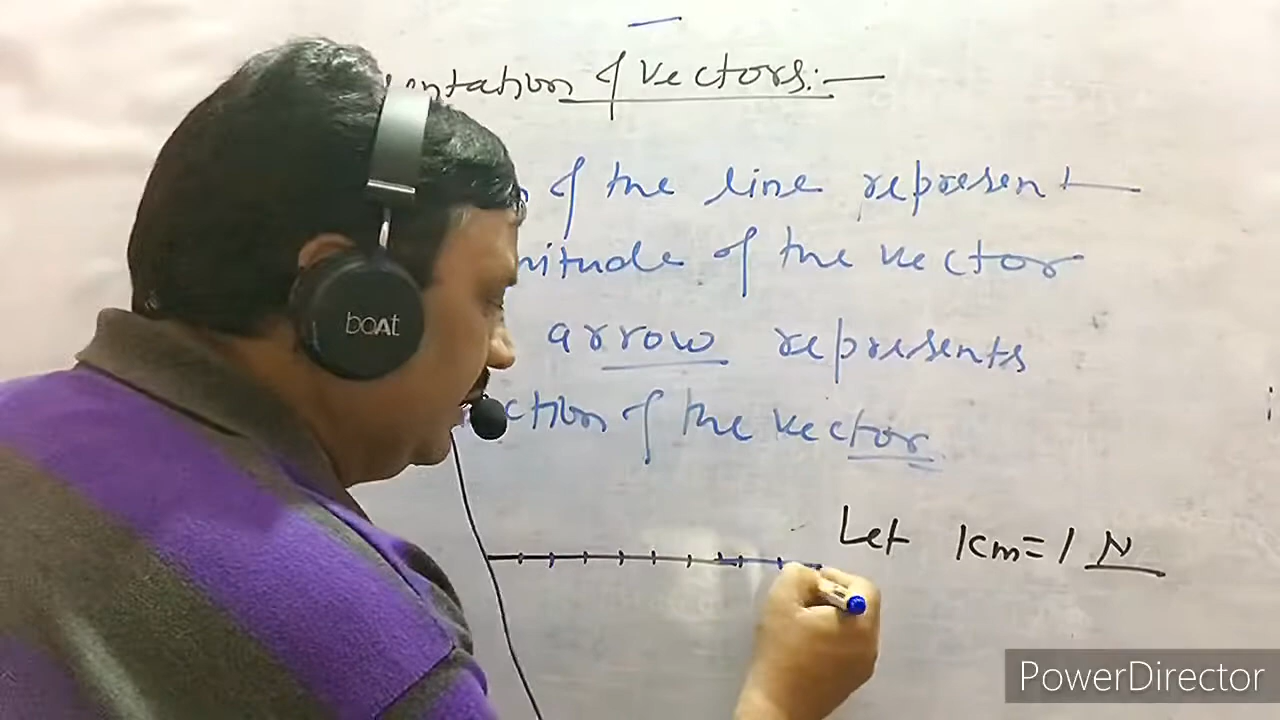 entation of Vectors:-
of the line represent
nitude of the vector
arrow represents
ction of the vector.
Let 1cm=1 N
boAt
PowerDirector